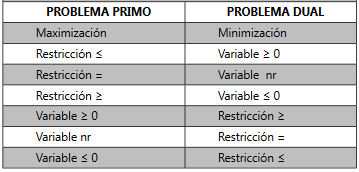 PROBLEMA PRIMO PROBLEMA DUAL
Maximización Minimización
Restricción ≤ Variable ≥ 0
Restricción = Variable nr
Restricción ≥ Variable ≤ 0
Variable ≥ 0 Restricción ≥
Variable nr Restricción =
Variable ≤ 0 Restricción ≤